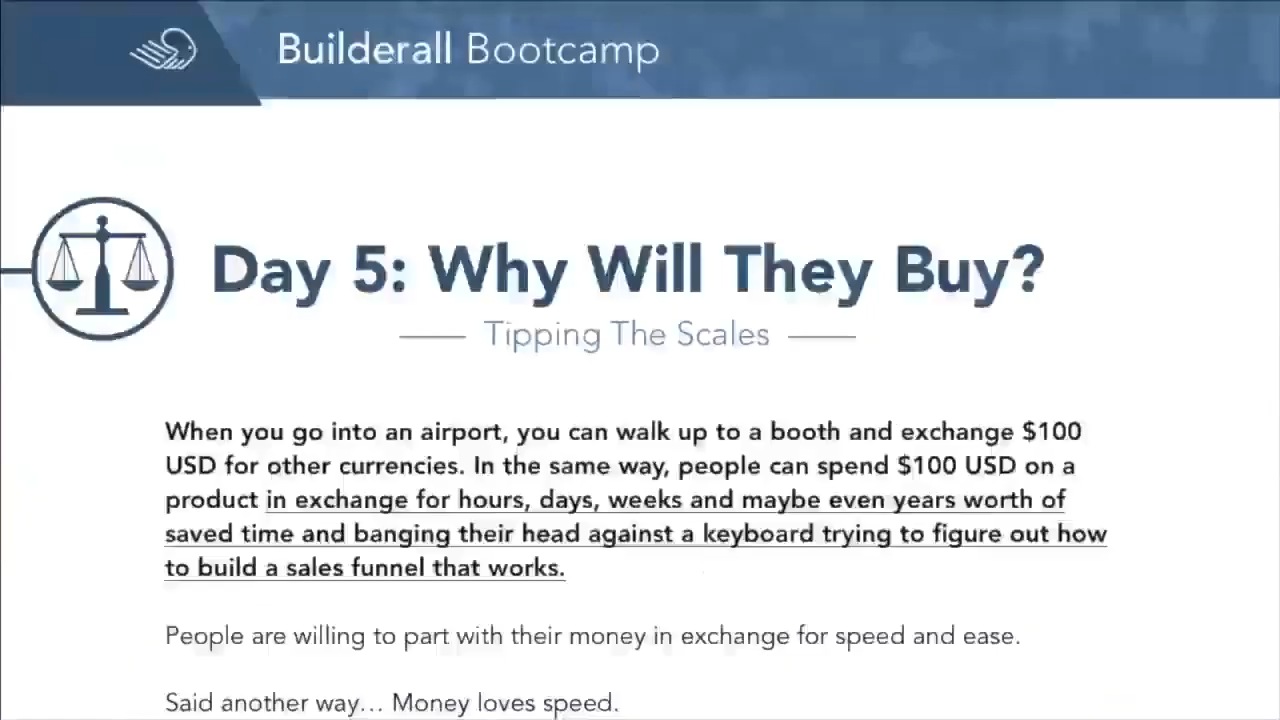 Builderall Bootcamp
Day 5: Why Will They Buy?
Tipping The Scales
When you go into an airport, you can walk up to a booth and exchange $100
USD for other currencies. In the same way, people can spend $100 USD on a
product in exchange for hours, days, weeks and maybe even years worth of
saved time and banging their head against a keyboard trying to figure out how
to build a sales funnel that works.
People are willing to part with their money in exchange for speed and ease.
Said another way... Money loves speed.